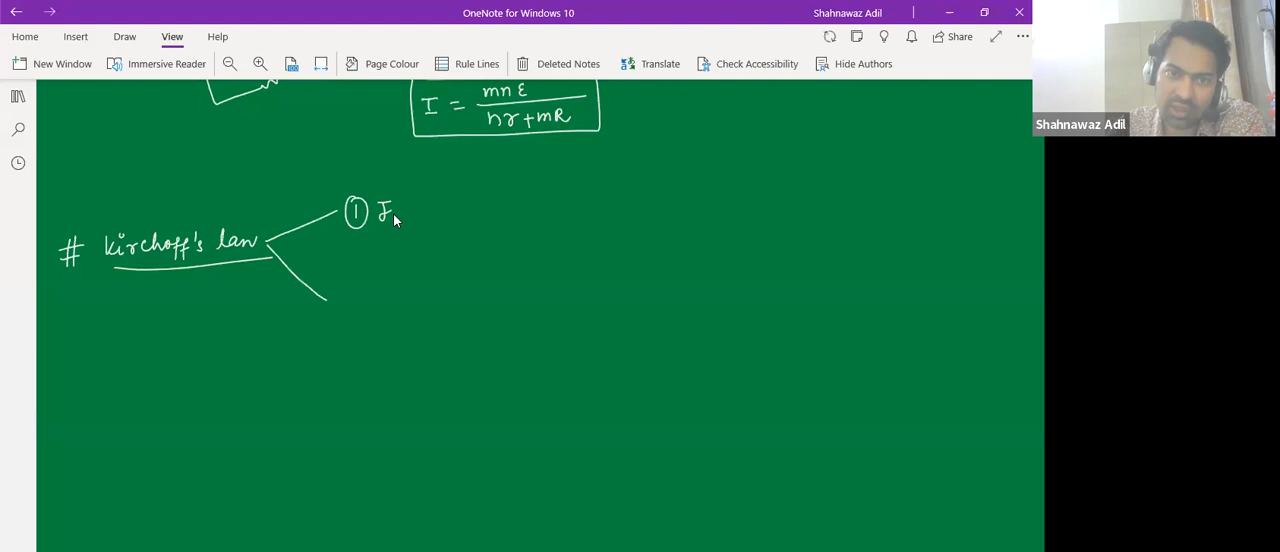 OneNote for Windows 10
Shahnawaz Adil
Home Insert Draw View Help
Share
New Window Immersive Reader Page Colour Rule Lines Deleted Notes Translate Check Accessibility Hide Authors
Shahnawaz Adil
I = mnε / nr+mR
# Kirchoff's law
① J